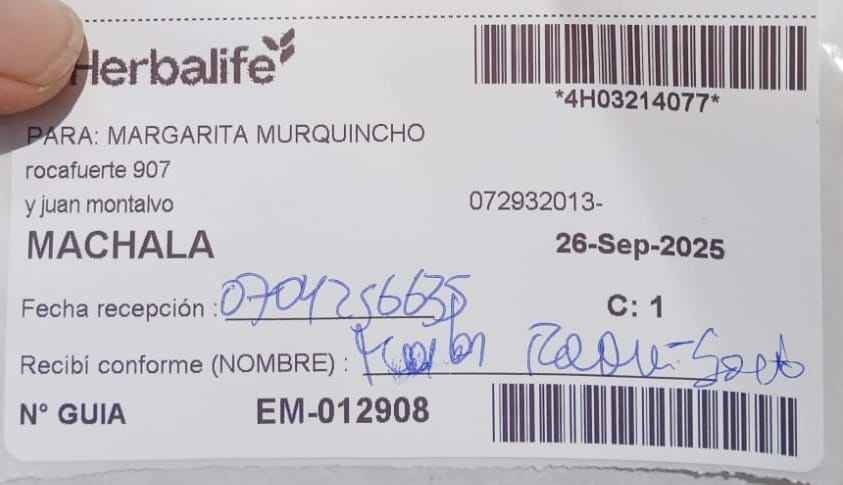 Herbalife
*4H03214077*
PARA: MARGARITA MURQUINCHO
rocafuerte 907
y juan montalvo
072932013-
MACHALA
26-Sep-2025
Fecha recepción : 0704256635
C: 1
Recibí conforme (NOMBRE) :
N° GUIA EM-012908